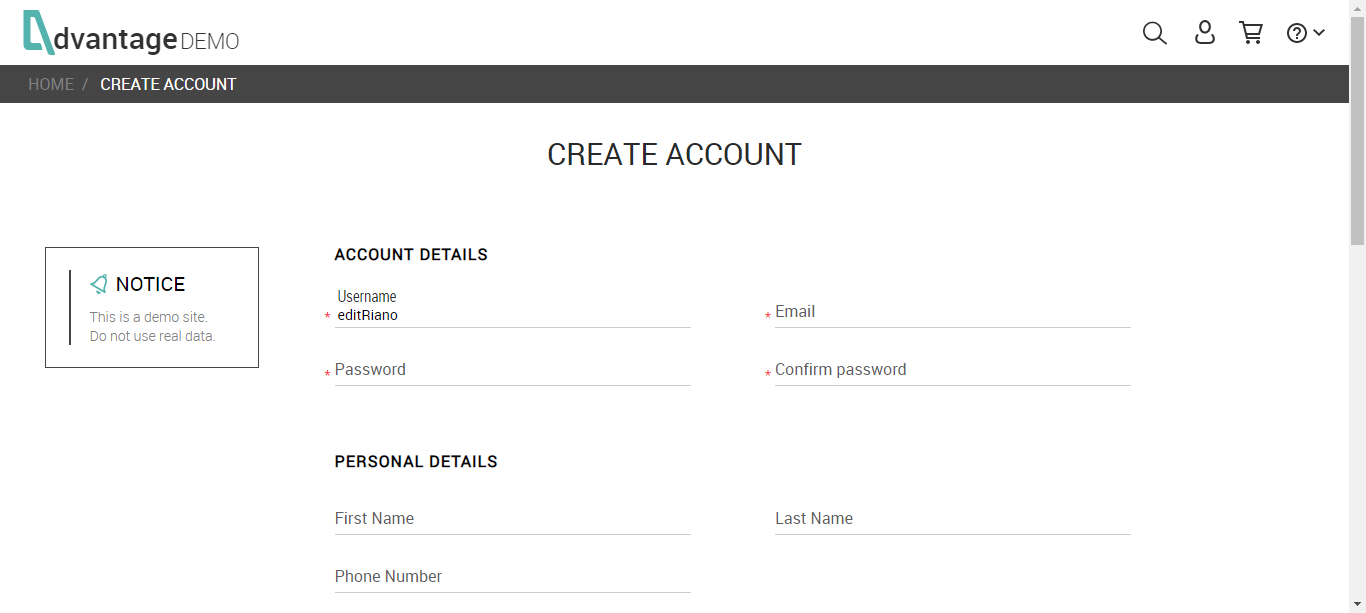 dvantage DEMO
HOME / CREATE ACCOUNT
CREATE ACCOUNT
NOTICE
This is a demo site.
Do not use real data.
ACCOUNT DETAILS
Username
* editRiano
* Email
* Password
* Confirm password
PERSONAL DETAILS
First Name
Last Name
Phone Number